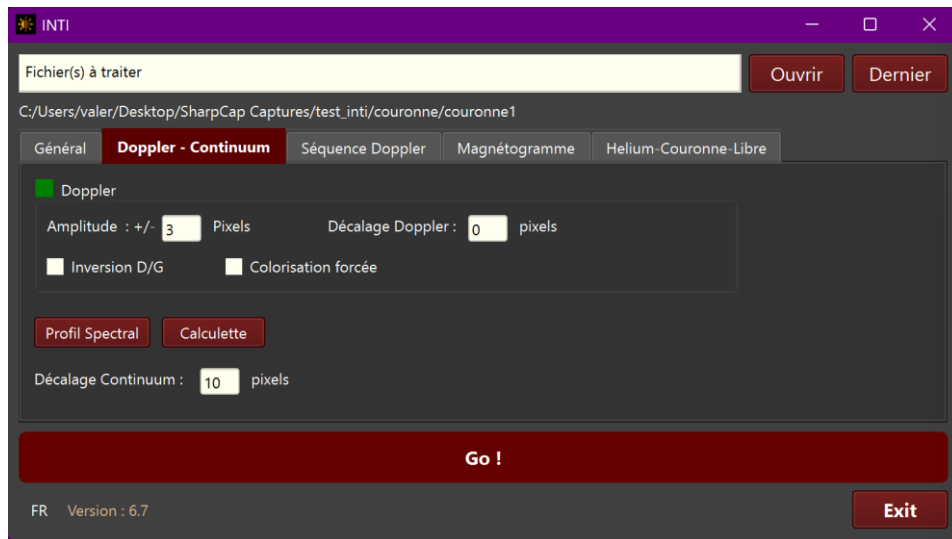 INTI
Fichier(s) à traiter
Ouvrir
Dernier
C:/Users/valer/Desktop/SharpCap Captures/test_inti/couronne/couronne1
Général Doppler - Continuum Séquence Doppler Magnétogramme Helium-Couronne-Libre
Doppler
Amplitude : +/- 3 Pixels Décalage Doppler : 0 pixels
Inversion D/G Colorisation forcée
Profil Spectral Calculette
Décalage Continuum : 10 pixels
Go !
FR Version : 6.7 Exit